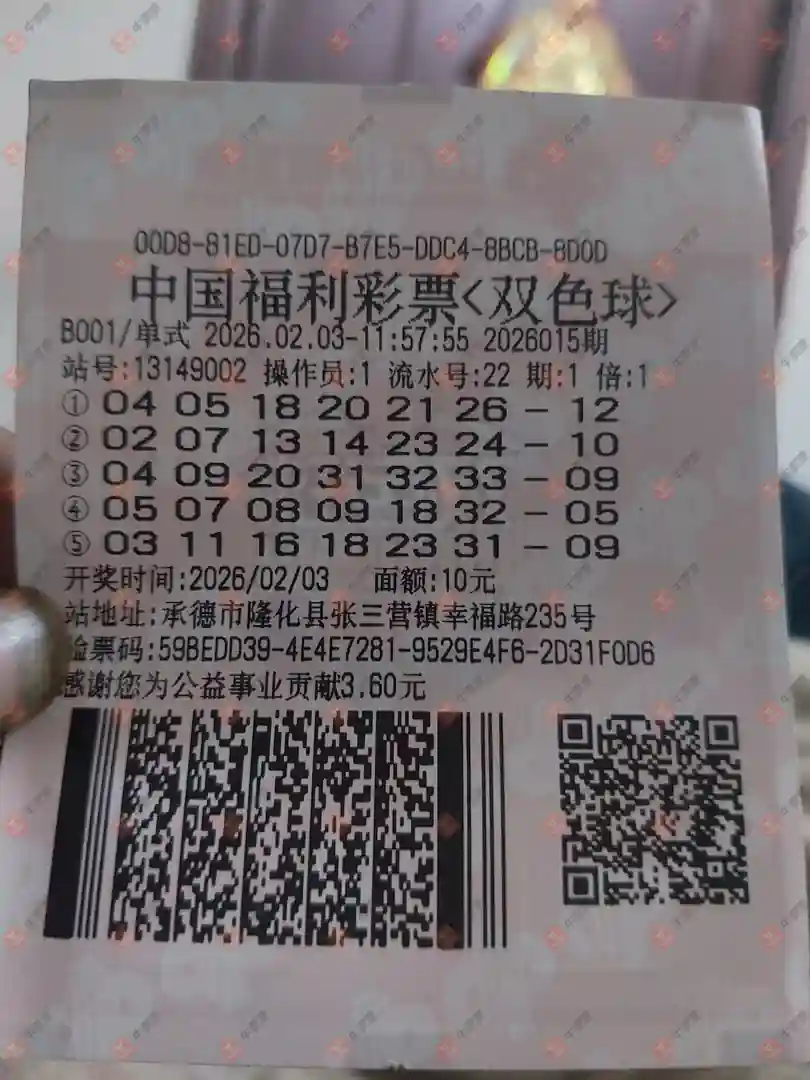 00D8-81ED-07D7-B7E5-DDC4-8BCB-8D0D
中国福利彩票<双色球>
B001/单式 2026.02.03-11:57:55 2026015期
站号:13149002 操作员:1 流水号:22 期:1 倍:1
① 04 05 18 20 21 26 - 12
② 02 07 13 14 23 24 - 10
③ 04 09 20 31 32 33 - 09
④ 05 07 08 09 18 32 - 05
⑤ 03 11 16 18 23 31 - 09
开奖时间:2026/02/03 面额:10元
站地址:承德市隆化县张三营镇幸福路235号
验票码:59BEDD39-4E4E7281-9529E4F6-2D31F0D6
感谢您为公益事业贡献3.60元